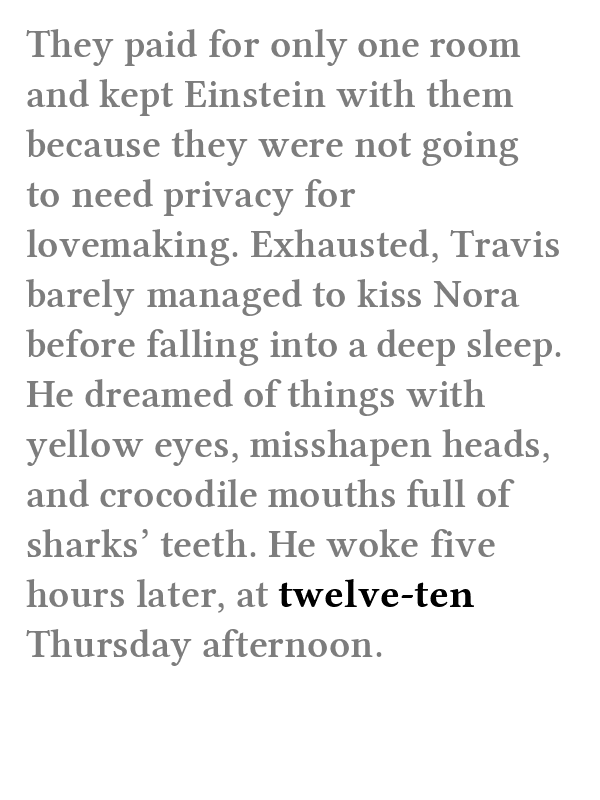 They paid for only one room
and kept Einstein with them
because they were not going
to need privacy for
lovemaking. Exhausted, Travis
barely managed to kiss Nora
before falling into a deep sleep.
He dreamed of things with
yellow eyes, misshapen heads,
and crocodile mouths full of
sharks’ teeth. He woke five
hours later, at twelve-ten
Thursday afternoon.